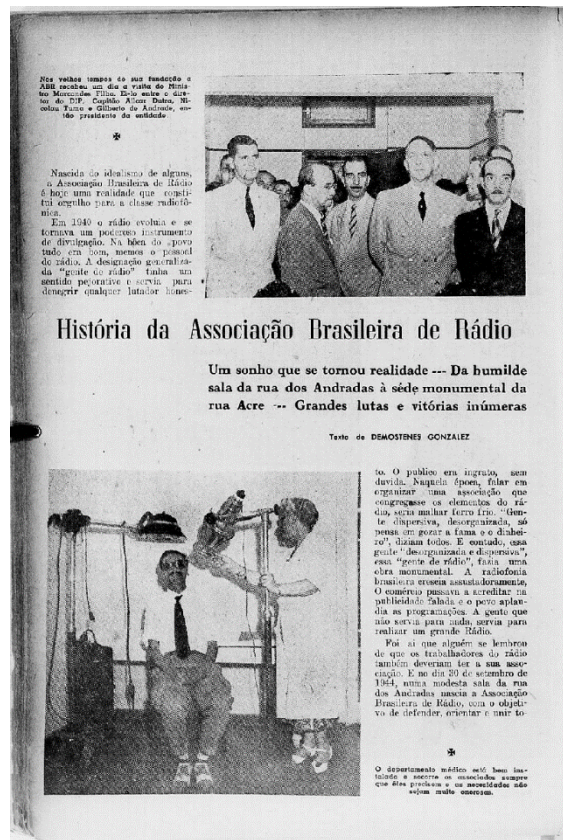 Nos velhos tempos de sua fundação a
ABR recebeu um dia a visita do Minis-
tro Marcondes Filho. Ei-lo entre o dire-
tor do DIP, Capitão Allan Dutra, Ni-
colau Tuma e Gilberto de Andrade, en-
tão presidente da entidade.
Nascida do idealismo de alguns,
a Associação Brasileira de Rádio
é hoje uma realidade que consti-
tui orgulho para a classe radiofô-
nica.
Em 1940 o rádio evoluia e se
tornava um poderoso instrumento
de divulgação. Na bôca do povo
tudo era bom, menos o pessoal
do rádio. A designação generaliza-
da "gente de rádio" tinha um
sentido pejorativo e servia para
denegrir qualquer lutador hones-
História da Associação Brasileira de Rádio
Um sonho que se tornou realidade --- Da humilde
sala da rua dos Andradas à séde monumental da
rua Acre --- Grandes lutas e vitórias inúmeras
Texto de DEMOSTENES GONZALEZ
to. O publico era ingrato, sem
duvida. Naquela época, falar em
organizar uma associação que
congregasse os elementos do rá-
dio, seria malhar ferro frio. "Gen-
te dispersiva, desorganizada, só
pensa em gozar a fama e o dinhei-
ro", diziam todos. E contudo, essa
gente "desorganizada e dispersiva",
essa "gente de rádio", fazia uma
obra monumental. A radiofonia
brasileira crescia assustadoramente,
O comércio passava a acreditar na
publicidade falada e o povo aplau-
dia as programações. A gente que
não servia para nada, servia para
realizar um grande Rádio.
Foi aí que alguém se lembrou
de que os trabalhadores do rádio
também deveriam ter a sua asso-
ciação. E no dia 30 de setembro de
1944, numa modesta sala da rua
dos Andradas nascia a Associação
Brasileira de Rádio, com o objeti-
vo de defender, orientar e unir to-
O departamento médico está bem ins-
talado e socorre os associados sempre
que êles precisem e as necessidades não
sejam muito onerosas.